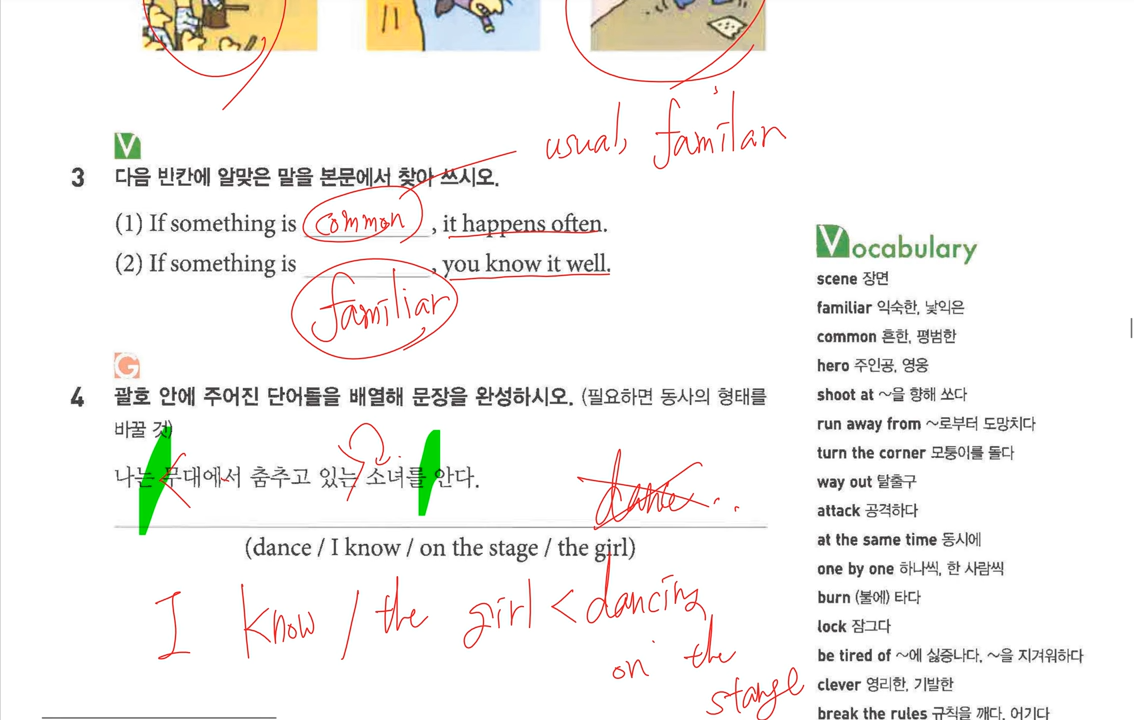 usual, familar
V
3 다음 빈칸에 알맞은 말을 본문에서 찾아 쓰시오.
(1) If something is common, it happens often.
(2) If something is familiar, you know it well.
G
4 괄호 안에 주어진 단어들을 배열해 문장을 완성하시오. (필요하면 동사의 형태를
바꿀 것)
나는 무대에서 춤추고 있는 소녀를 안다.
dance
(dance / I know / on the stage / the girl)
I know / the girl < dancing
on the
stange
Vocabulary
scene 장면
familiar 익숙한, 낯익은
common 흔한, 평범한
hero 주인공, 영웅
shoot at ~을 향해 쏘다
run away from ~로부터 도망치다
turn the corner 모퉁이를 돌다
way out 탈출구
attack 공격하다
at the same time 동시에
one by one 하나씩, 한 사람씩
burn (불에) 타다
lock 잠그다
be tired of ~에 싫증나다, ~을 지겨워하다
clever 영리한, 기발한
break the rules 규칙을 깨다, 어기다